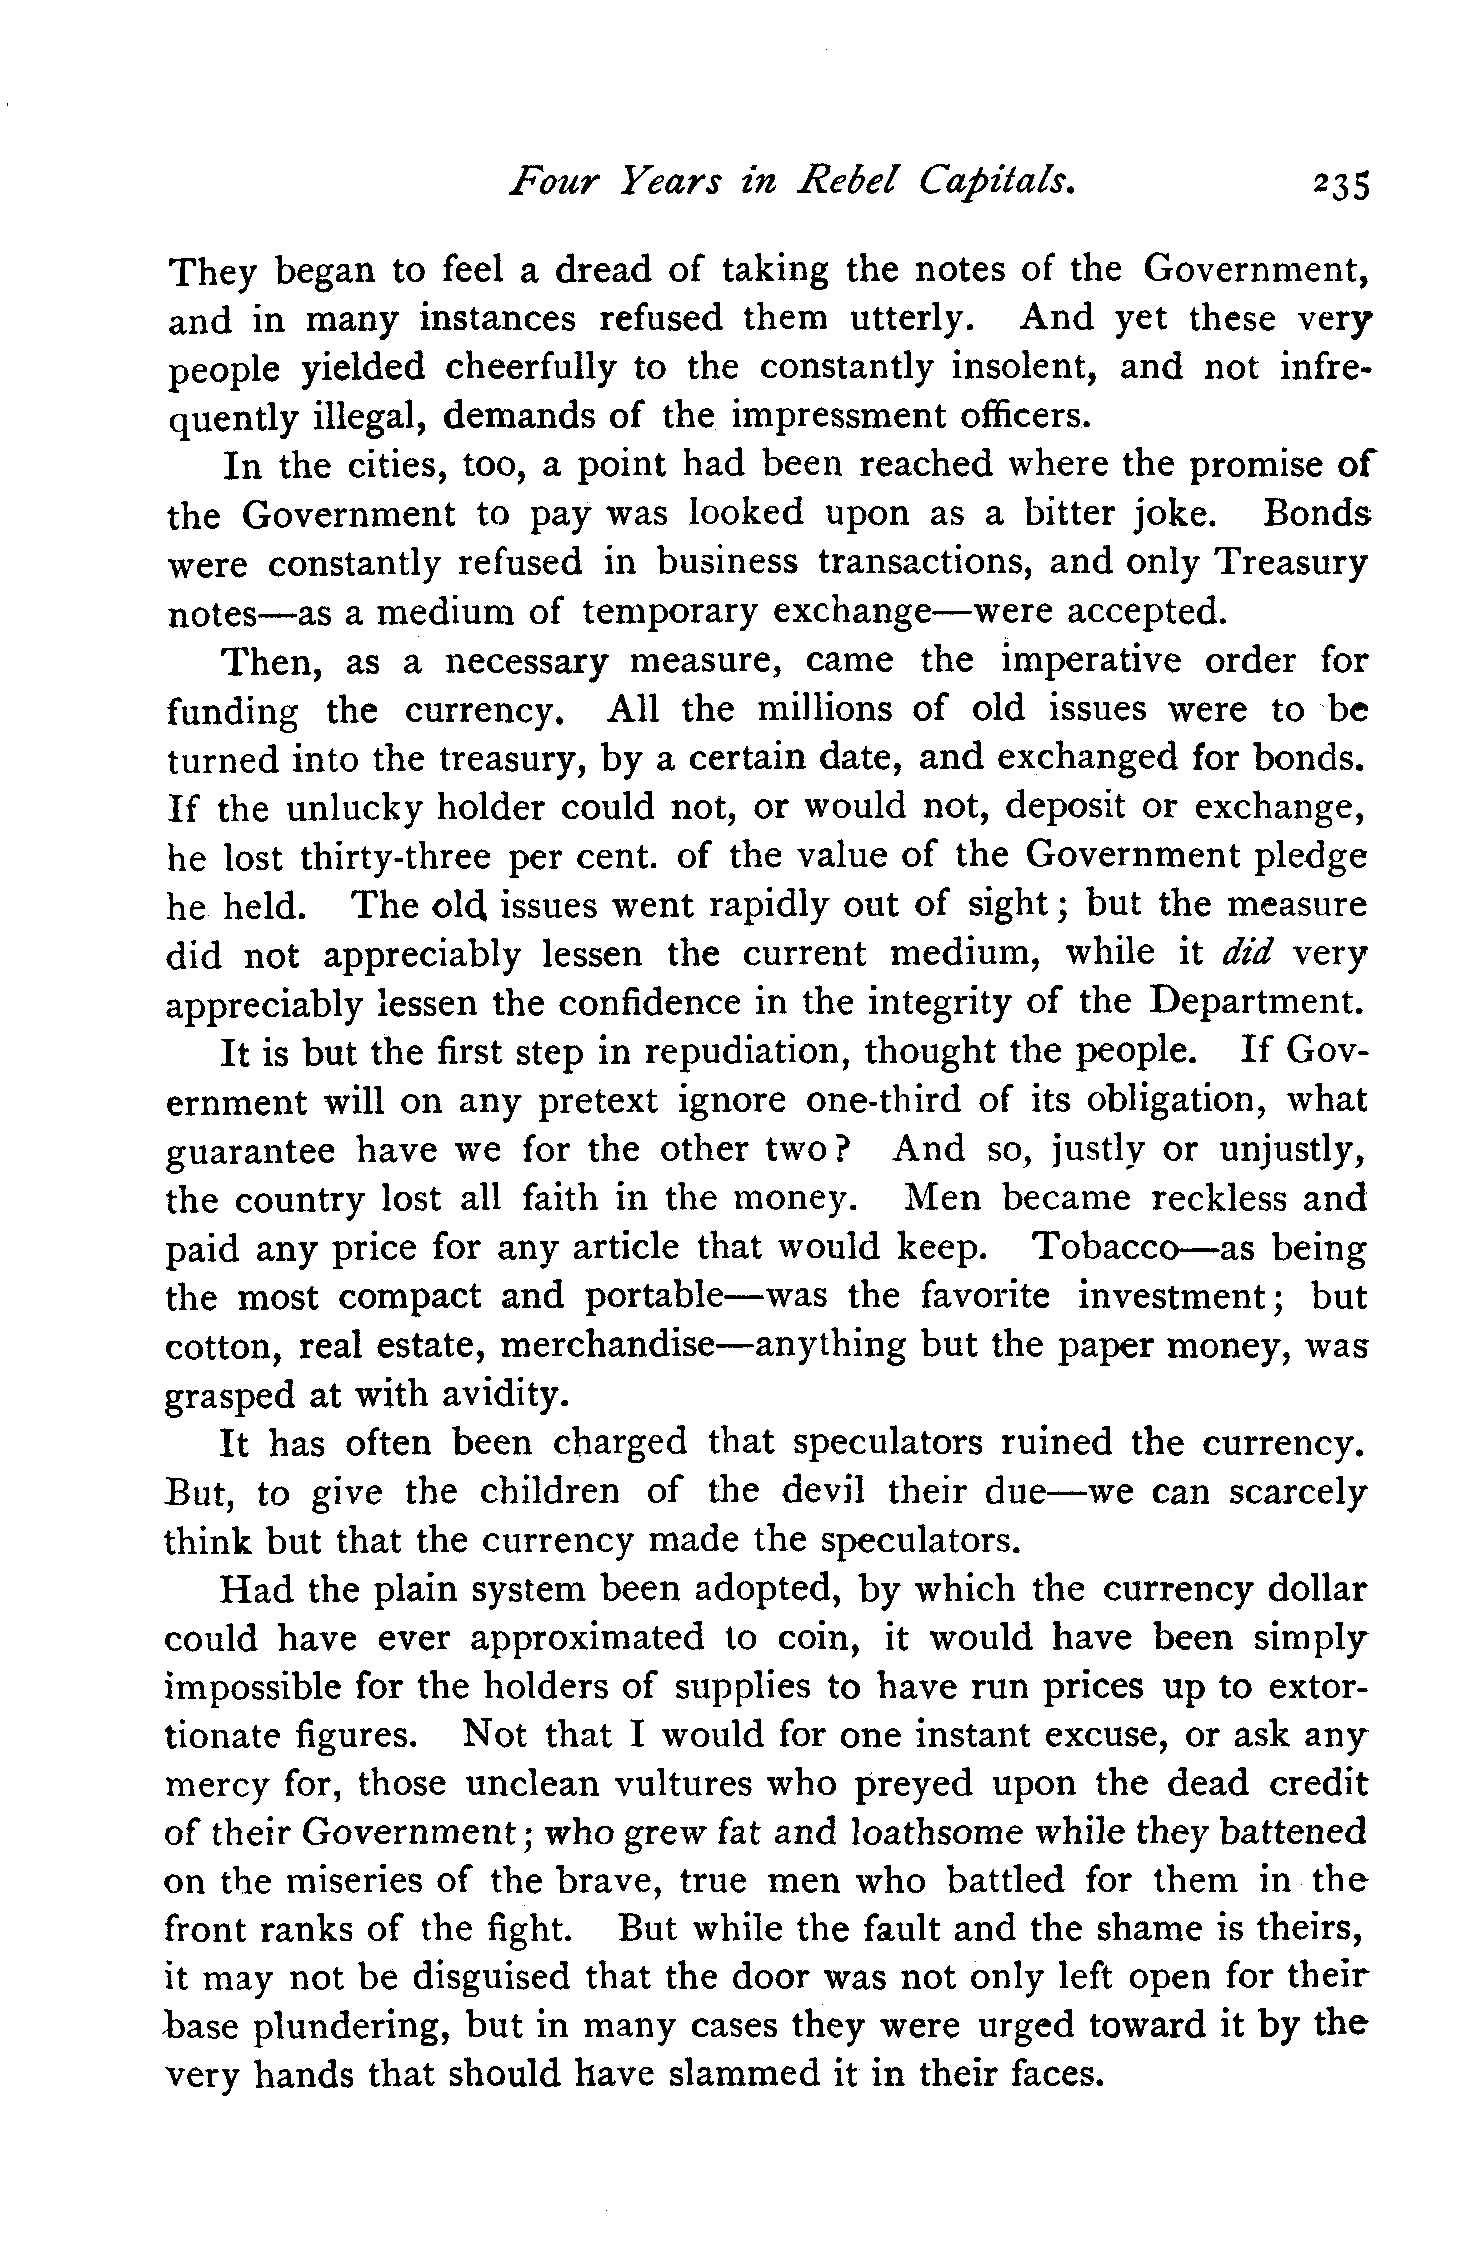 Four Years in Rebel Capitals. 235
They began to feel a dread of taking the notes of the Government,
and in many instances refused them utterly. And yet these very
people yielded cheerfully to the constantly insolent, and not infre-
quently illegal, demands of the impressment officers.
In the cities, too, a point had been reached where the promise of
the Government to pay was looked upon as a bitter joke. Bonds
were constantly refused in business transactions, and only Treasury
notes—as a medium of temporary exchange—were accepted.
Then, as a necessary measure, came the imperative order for
funding the currency. All the millions of old issues were to be
turned into the treasury, by a certain date, and exchanged for bonds.
If the unlucky holder could not, or would not, deposit or exchange,
he lost thirty-three per cent. of the value of the Government pledge
he held. The old issues went rapidly out of sight; but the measure
did not appreciably lessen the current medium, while it did very
appreciably lessen the confidence in the integrity of the Department.
It is but the first step in repudiation, thought the people. If Gov-
ernment will on any pretext ignore one-third of its obligation, what
guarantee have we for the other two? And so, justly or unjustly,
the country lost all faith in the money. Men became reckless and
paid any price for any article that would keep. Tobacco—as being
the most compact and portable—was the favorite investment; but
cotton, real estate, merchandise—anything but the paper money, was
grasped at with avidity.
It has often been charged that speculators ruined the currency.
But, to give the children of the devil their due—we can scarcely
think but that the currency made the speculators.
Had the plain system been adopted, by which the currency dollar
could have ever approximated to coin, it would have been simply
impossible for the holders of supplies to have run prices up to extor-
tionate figures. Not that I would for one instant excuse, or ask any
mercy for, those unclean vultures who preyed upon the dead credit
of their Government; who grew fat and loathsome while they battened
on the miseries of the brave, true men who battled for them in the
front ranks of the fight. But while the fault and the shame is theirs,
it may not be disguised that the door was not only left open for their
base plundering, but in many cases they were urged toward it by the
very hands that should have slammed it in their faces.